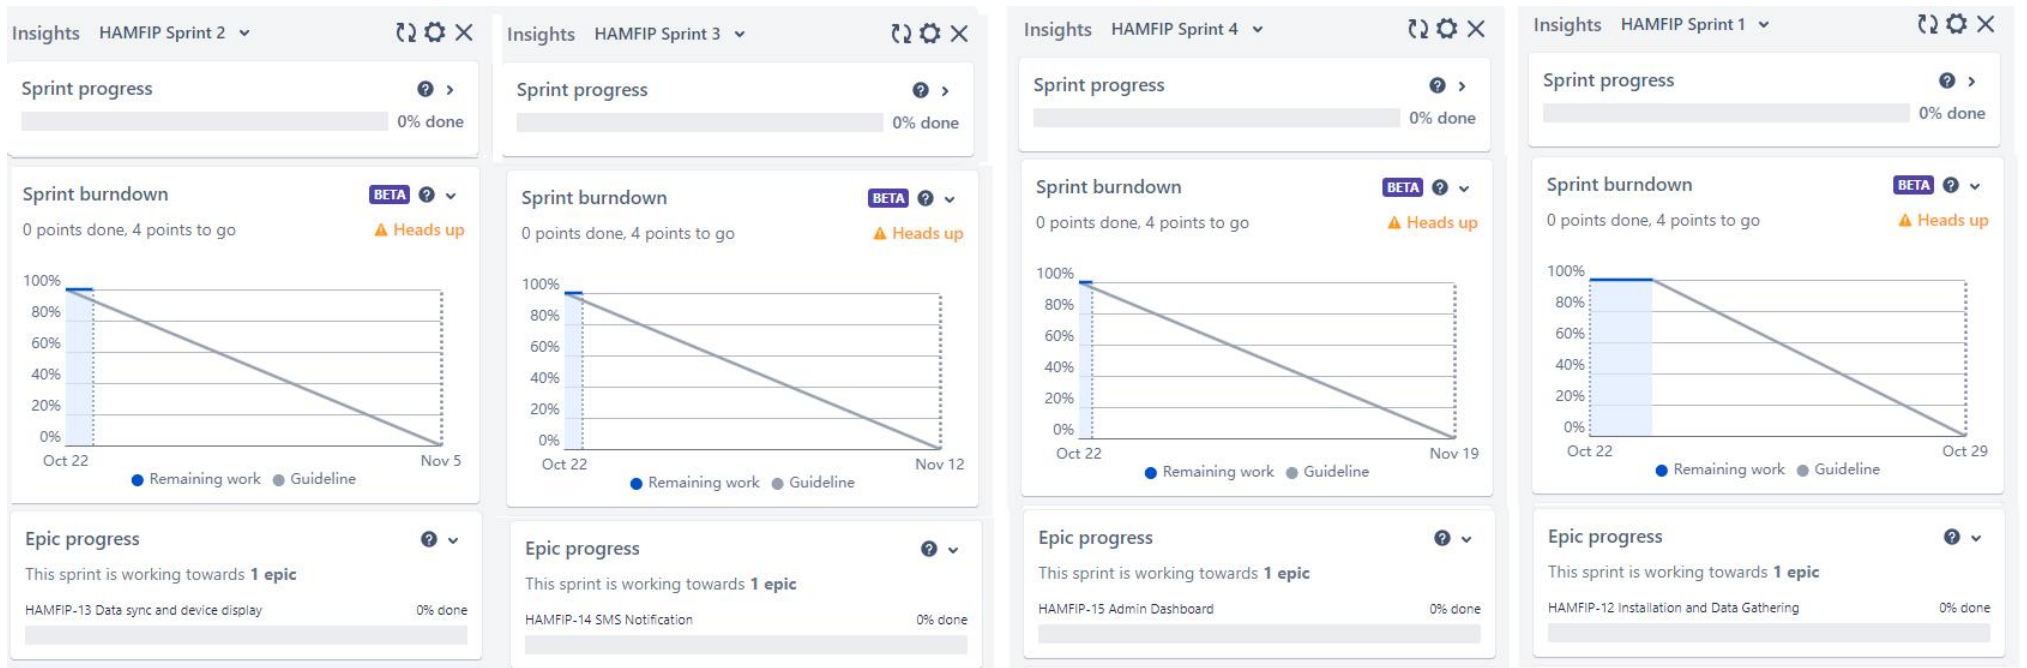 Insights HAMFIP Sprint 2
Sprint progress
0% done
Sprint burndown BETA
0 points done, 4 points to go Heads up
100%
80%
60%
40%
20%
0%
Oct 22 Nov 5
Remaining work Guideline
Epic progress
This sprint is working towards 1 epic
HAMFIP-13 Data sync and device display 0% done
Insights HAMFIP Sprint 3
Sprint progress
0% done
Sprint burndown BETA
0 points done, 4 points to go Heads up
100%
80%
60%
40%
20%
0%
Oct 22 Nov 12
Remaining work Guideline
Epic progress
This sprint is working towards 1 epic
HAMFIP-14 SMS Notification 0% done
Insights HAMFIP Sprint 4
Sprint progress
0% done
Sprint burndown BETA
0 points done, 4 points to go Heads up
100%
80%
60%
40%
20%
0%
Oct 22 Nov 19
Remaining work Guideline
Epic progress
This sprint is working towards 1 epic
HAMFIP-15 Admin Dashboard 0% done
Insights HAMFIP Sprint 1
Sprint progress
0% done
Sprint burndown BETA
0 points done, 4 points to go Heads up
100%
80%
60%
40%
20%
0%
Oct 22 Oct 29
Remaining work Guideline
Epic progress
This sprint is working towards 1 epic
HAMFIP-12 Installation and Data Gathering 0% done